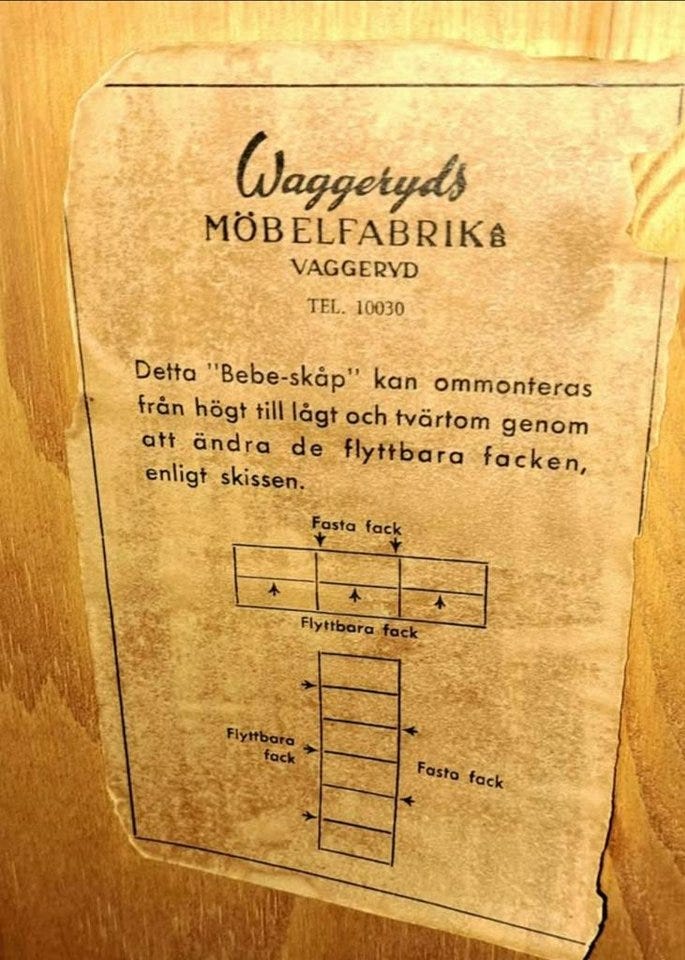 Waggeryds
MÖBELFABRIK AB
VAGGERYD
TEL. 10030
Detta "Bebe-skåp" kan ommonteras
från högt till lågt och tvärtom genom
att ändra de flyttbara facken,
enligt skissen.
Fasta fack
Flyttbara fack
Flyttbara
fack
Fasta fack